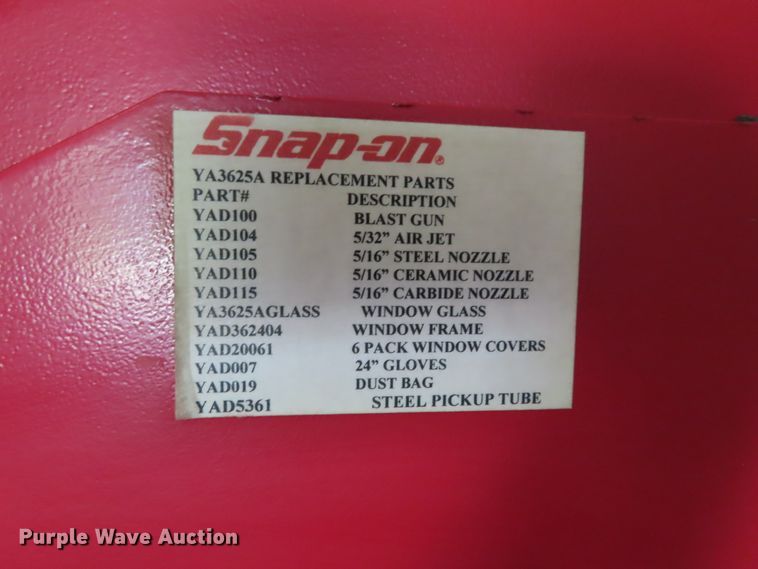 Snap-on®
YA3625A REPLACEMENT PARTS
PART# DESCRIPTION
YAD100 BLAST GUN
YAD104 5/32” AIR JET
YAD105 5/16” STEEL NOZZLE
YAD110 5/16” CERAMIC NOZZLE
YAD115 5/16” CARBIDE NOZZLE
YA3625AGLASS WINDOW GLASS
YAD362404 WINDOW FRAME
YAD20061 6 PACK WINDOW COVERS
YAD007 24” GLOVES
YAD019 DUST BAG
YAD5361 STEEL PICKUP TUBE
Purple Wave Auction